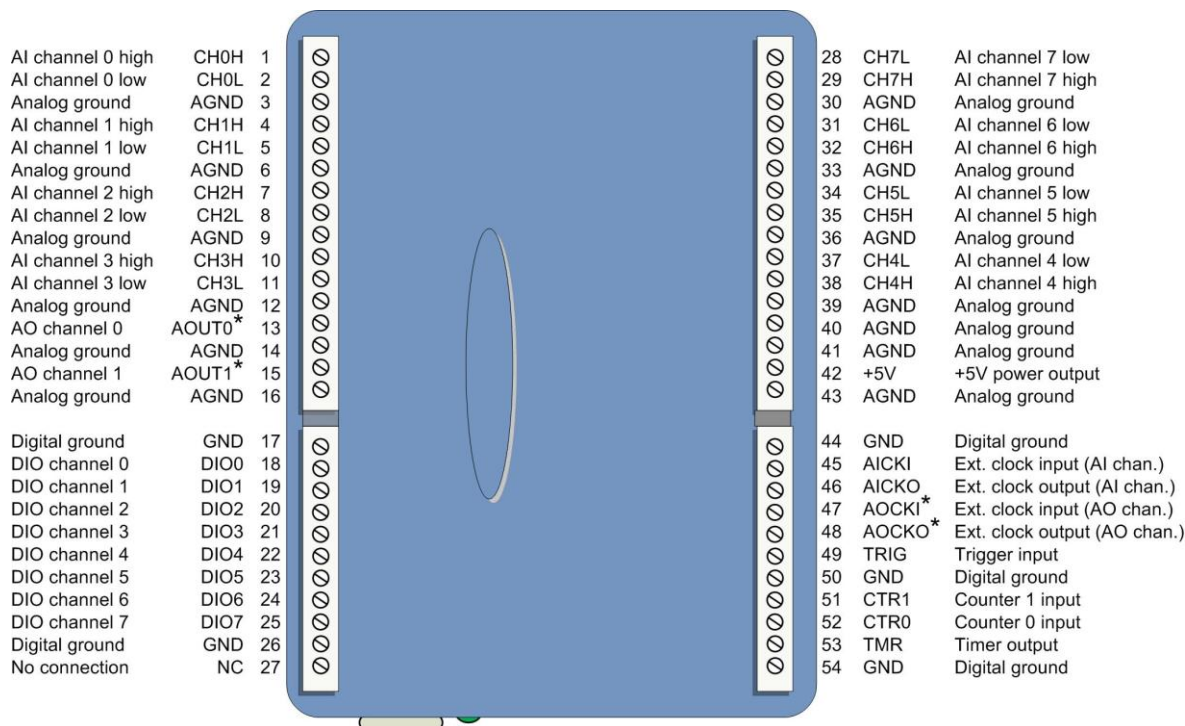 AI channel 0 high CH0H 1
AI channel 0 low CH0L 2
Analog ground AGND 3
AI channel 1 high CH1H 4
AI channel 1 low CH1L 5
Analog ground AGND 6
AI channel 2 high CH2H 7
AI channel 2 low CH2L 8
Analog ground AGND 9
AI channel 3 high CH3H 10
AI channel 3 low CH3L 11
Analog ground AGND 12
AO channel 0 AOUT0* 13
Analog ground AGND 14
AO channel 1 AOUT1* 15
Analog ground AGND 16
Digital ground GND 17
DIO channel 0 DIO0 18
DIO channel 1 DIO1 19
DIO channel 2 DIO2 20
DIO channel 3 DIO3 21
DIO channel 4 DIO4 22
DIO channel 5 DIO5 23
DIO channel 6 DIO6 24
DIO channel 7 DIO7 25
Digital ground GND 26
No connection NC 27
28 CH7L AI channel 7 low
29 CH7H AI channel 7 high
30 AGND Analog ground
31 CH6L AI channel 6 low
32 CH6H AI channel 6 high
33 AGND Analog ground
34 CH5L AI channel 5 low
35 CH5H AI channel 5 high
36 AGND Analog ground
37 CH4L AI channel 4 low
38 CH4H AI channel 4 high
39 AGND Analog ground
40 AGND Analog ground
41 AGND Analog ground
42 +5V +5V power output
43 AGND Analog ground
44 GND Digital ground
45 AICKI Ext. clock input (AI chan.)
46 AICKO Ext. clock output (AI chan.)
47 AOCKI* Ext. clock input (AO chan.)
48 AOCKO* Ext. clock output (AO chan.)
49 TRIG Trigger input
50 GND Digital ground
51 CTR1 Counter 1 input
52 CTR0 Counter 0 input
53 TMR Timer output
54 GND Digital ground